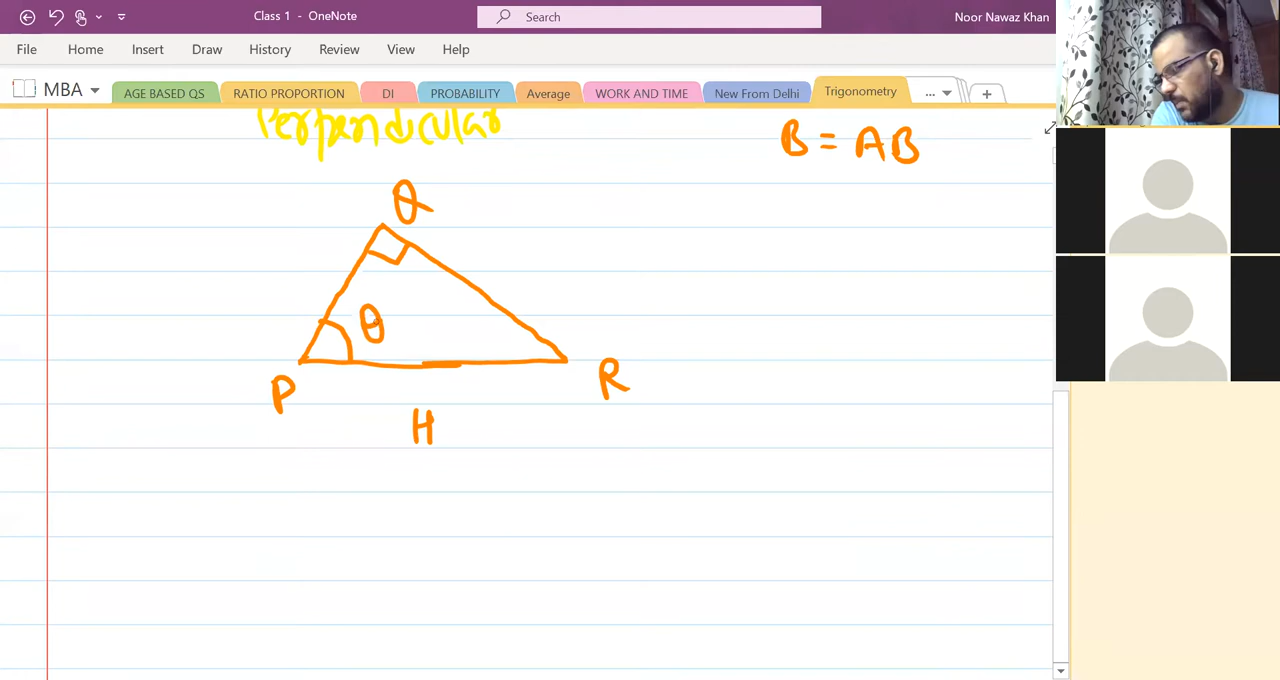 Class 1 - OneNote
Search
Noor Nawaz Khan
File Home Insert Draw History Review View Help
MBA AGE BASED QS RATIO PROPORTION DI PROBABILITY Average WORK AND TIME New From Delhi Trigonometry ... +
Perpendicular
B = AB
Q
θ
P
R
H